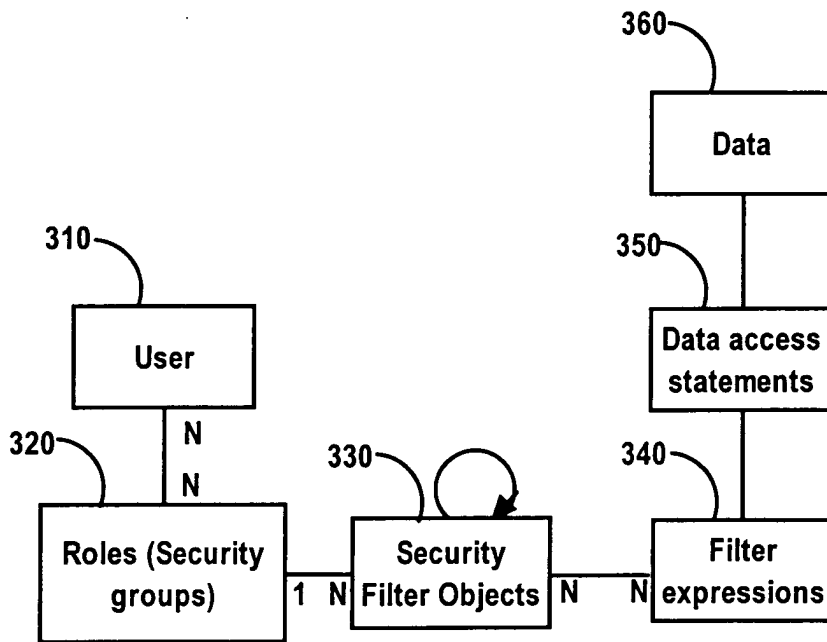 360
Data
310
350
User
Data access
statements
N
320
330
340
N
Roles (Security
groups)
Security
Filter Objects
Filter
expressions
1 N
N N